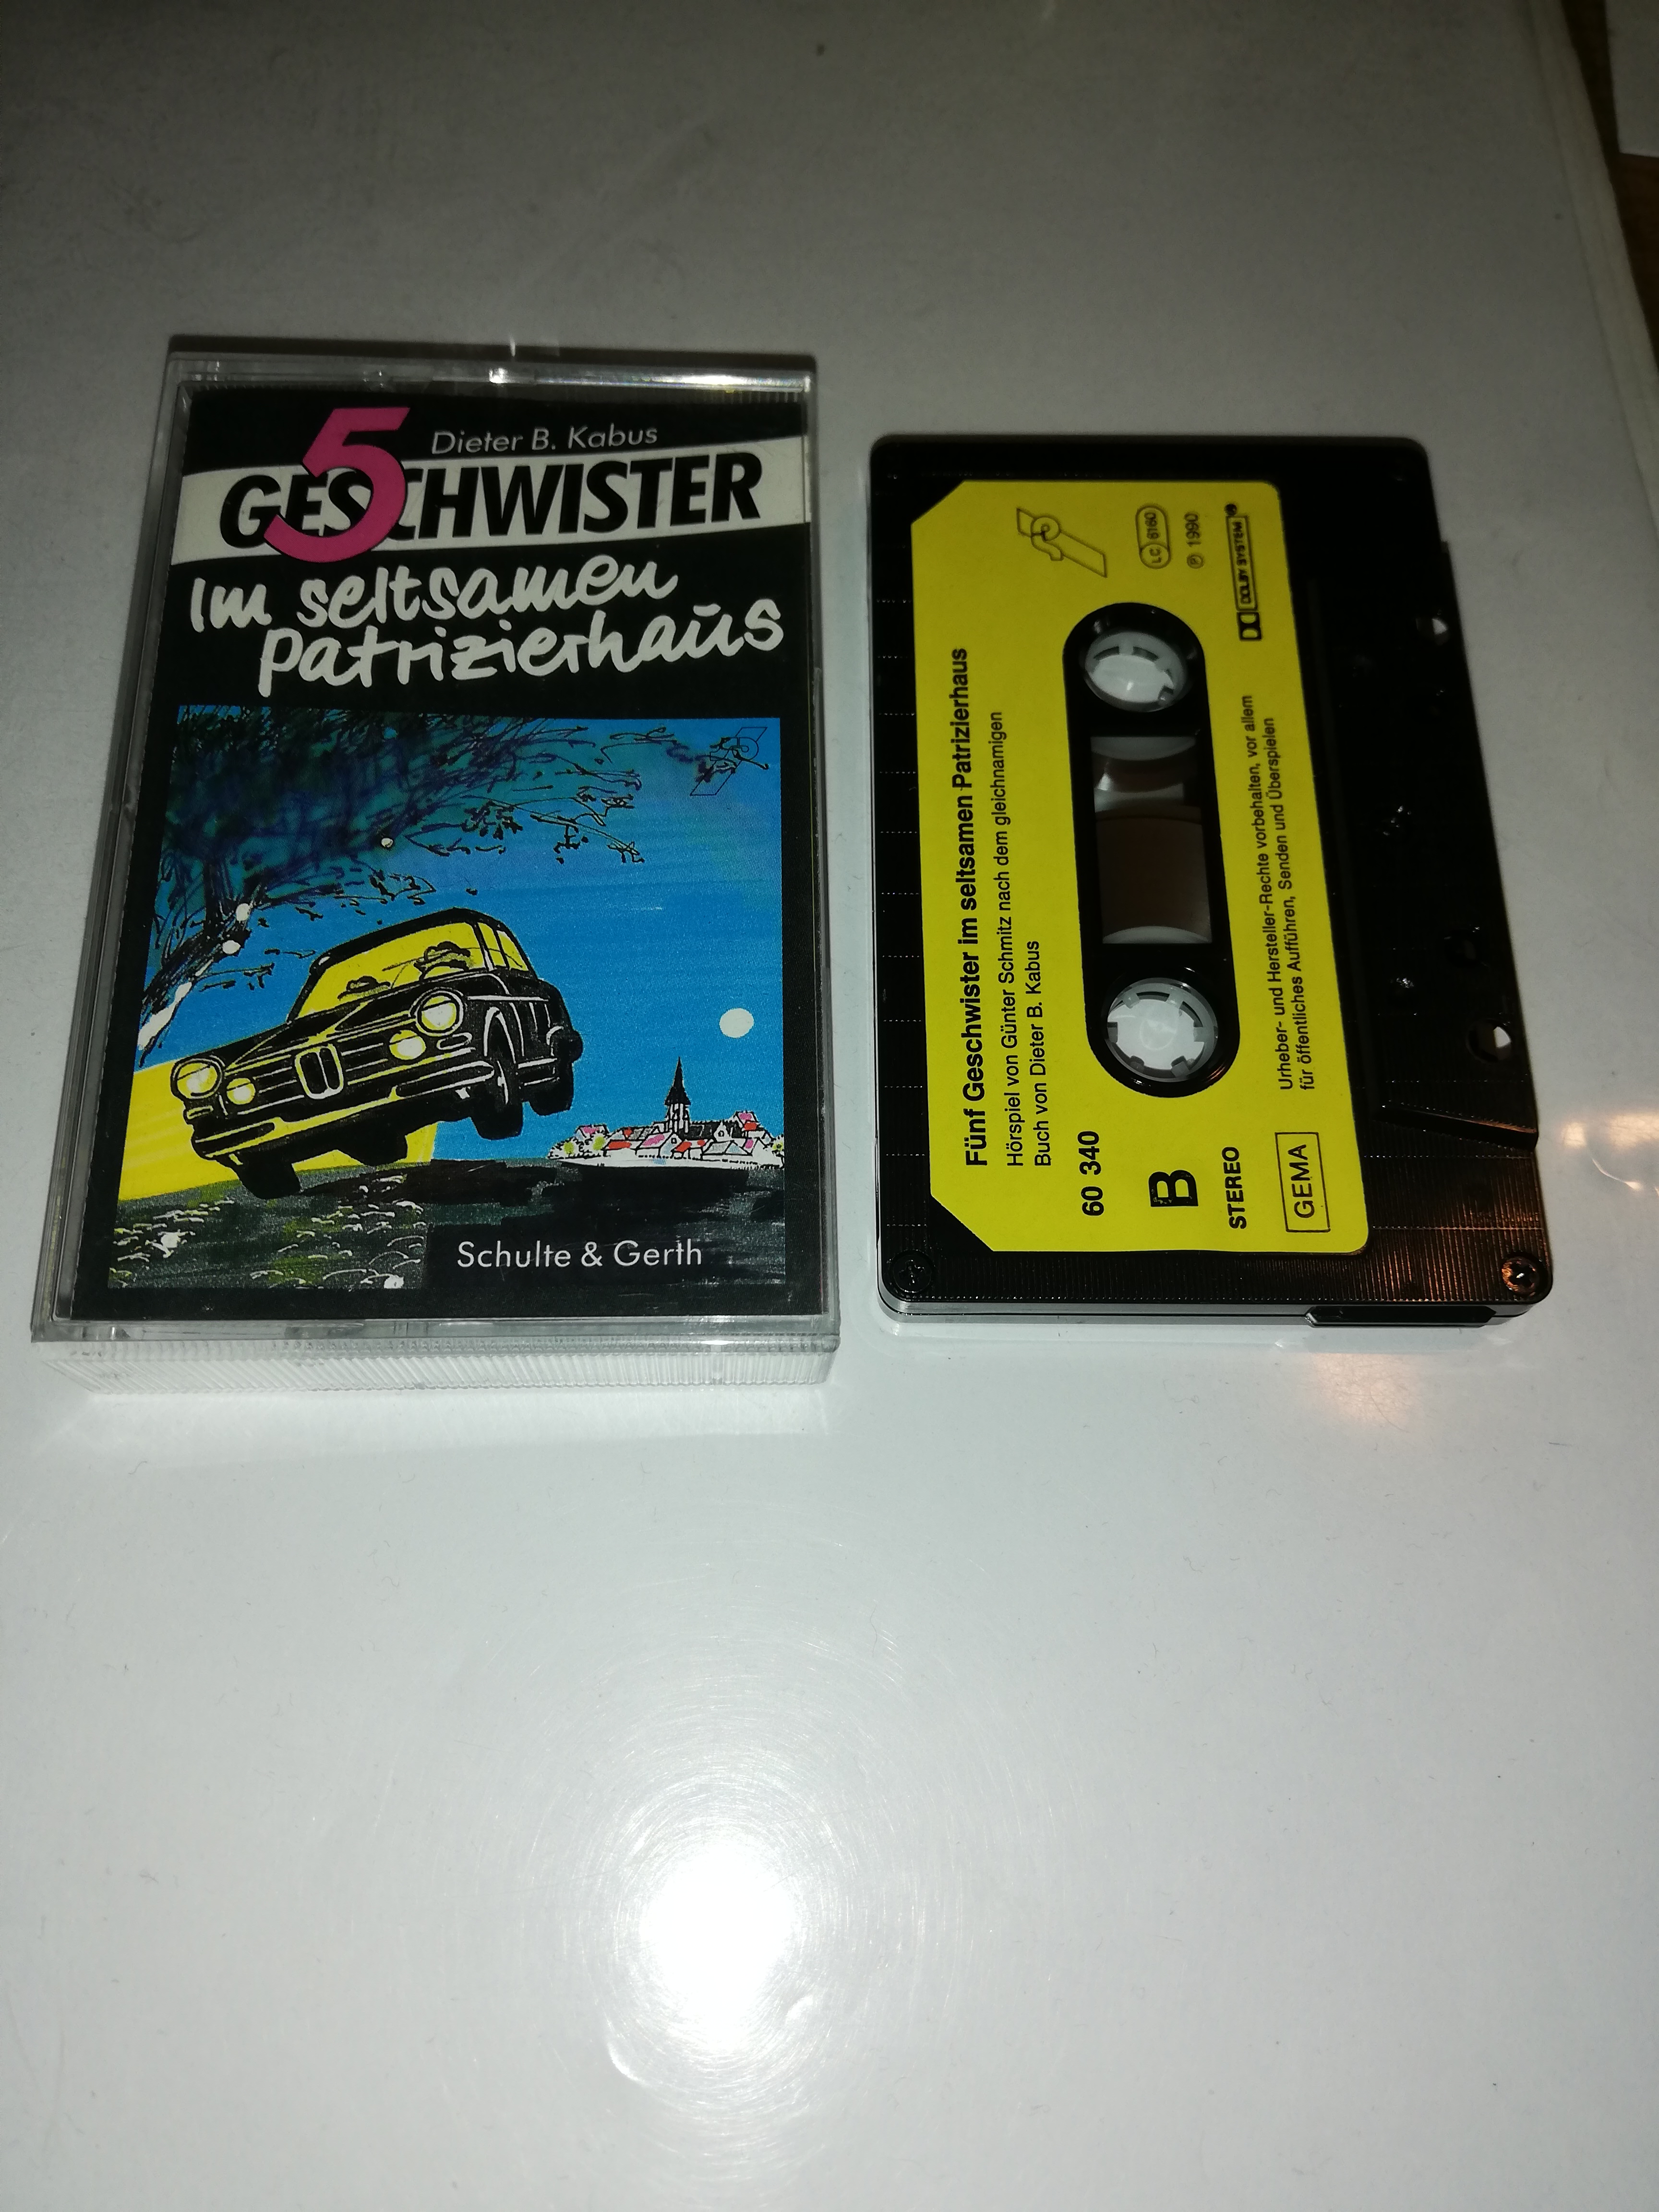 Dieter B. Kabus
5 GESCHWISTER
Im seltsamen
Patrizierhaus
Schulte & Gerth
Fünf Geschwister im seltsamen Patrizierhaus
Hörspiel von Günter Schmitz nach dem gleichnamigen
Buch von Dieter B. Kabus
60 340
B
STEREO
GEMA
LC 6160
℗ 1990
DOLBY SYSTEM ®
Urheber- und Hersteller-Rechte vorbehalten, vor allem
für öffentliches Aufführen, Senden und Überspielen